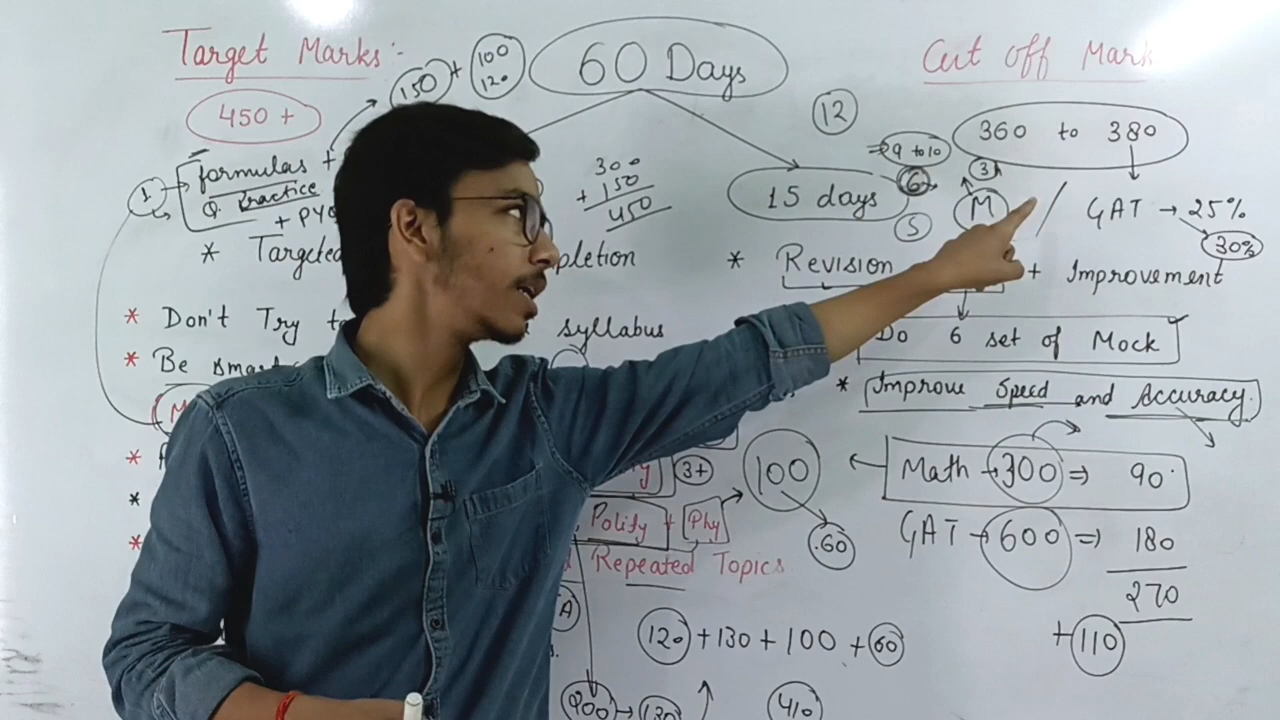 Target Marks:-
450 +
150 + 100
120
60 Days
Cut off Mark
360 to 380
12
⇒ 9 to 10
6
5
3
M / GAT → 25%
30%
1
formulas +
Q. Practice
+ PYQ
300
+ 150
450
15 days
* Targeted pletion
* Revision + Improvement
* Don't Try t syllabus
* Be smart
Do 6 set of Mock
* Improve Speed and Accuracy.
Math → 300 ⇒ 90
GAT → 600 ⇒ 180
270
+ 110
3+
100
60
Polity + Phy
Repeated Topics
A
120 + 130 + 100 + 60
200 → 130
410